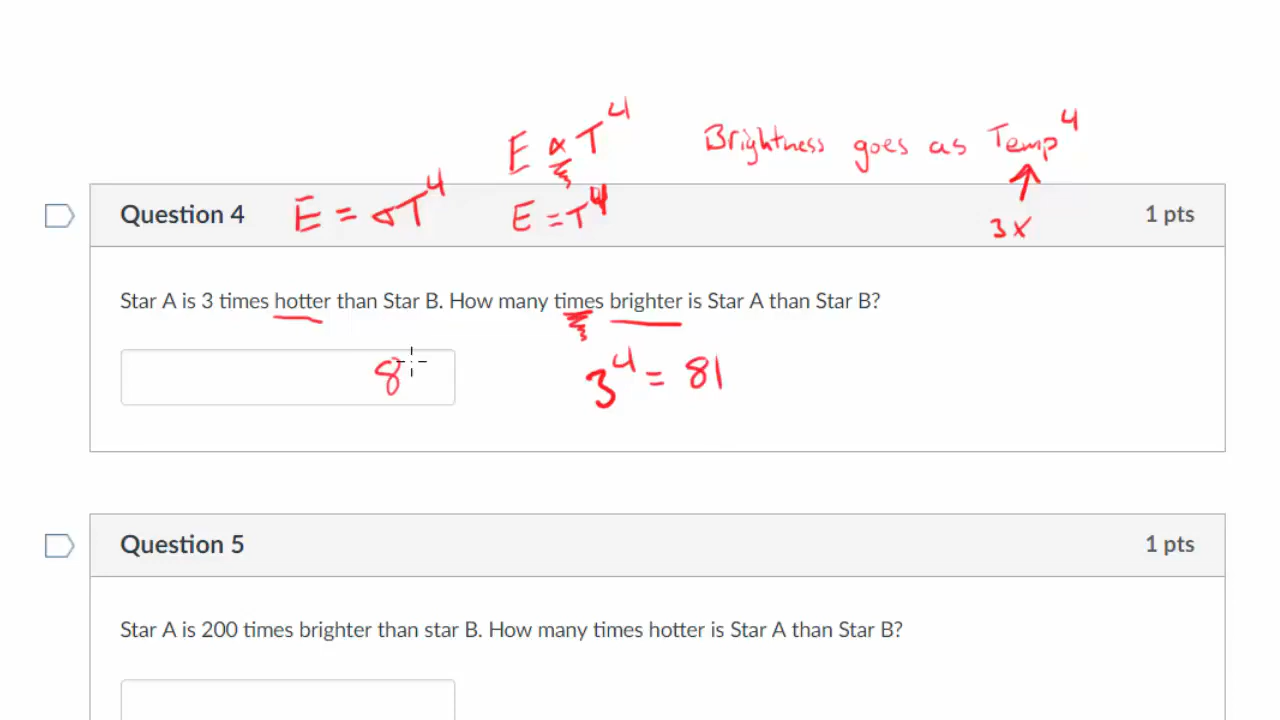 E ∝ T⁴
Brightness goes as Temp⁴
Question 4
E = σT⁴
E = T⁴
3x
1 pts
Star A is 3 times hotter than Star B. How many times brighter is Star A than Star B?
8
3⁴ = 81
Question 5
1 pts
Star A is 200 times brighter than star B. How many times hotter is Star A than Star B?